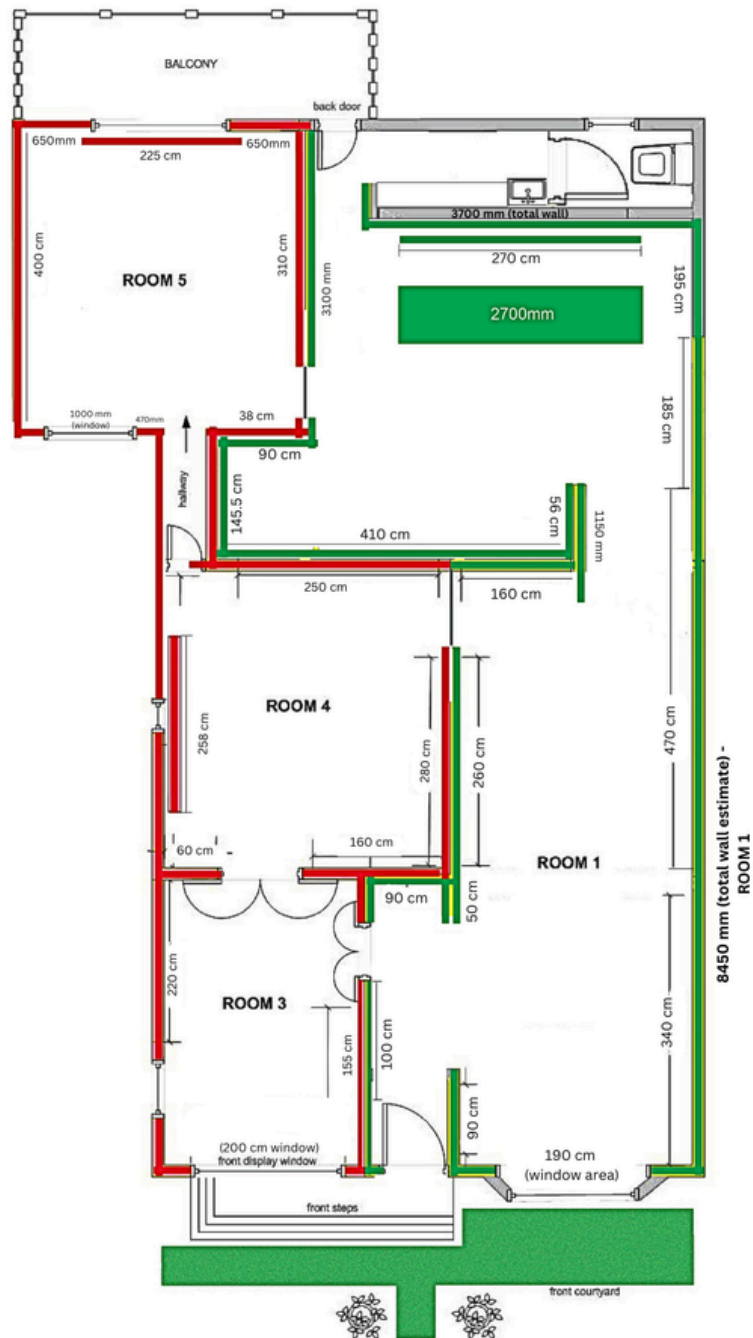 BALCONY
back door
650mm
650mm
225 cm
3700 mm (total wall)
270 cm
400 cm
310 cm
3100 mm
195 cm
ROOM 5
2700mm
185 cm
1000 mm
(window)
470mm
38 cm
90 cm
hallway
145.5 cm
410 cm
56 cm
1150 mm
250 cm
160 cm
ROOM 4
258 cm
280 cm
260 cm
470 cm
60 cm
160 cm
ROOM 1
8450 mm (total wall estimate) -
ROOM 1
90 cm
50 cm
220 cm
ROOM 3
155 cm
100 cm
340 cm
90 cm
(200 cm window)
front display window
190 cm
(window area)
front steps
front courtyard